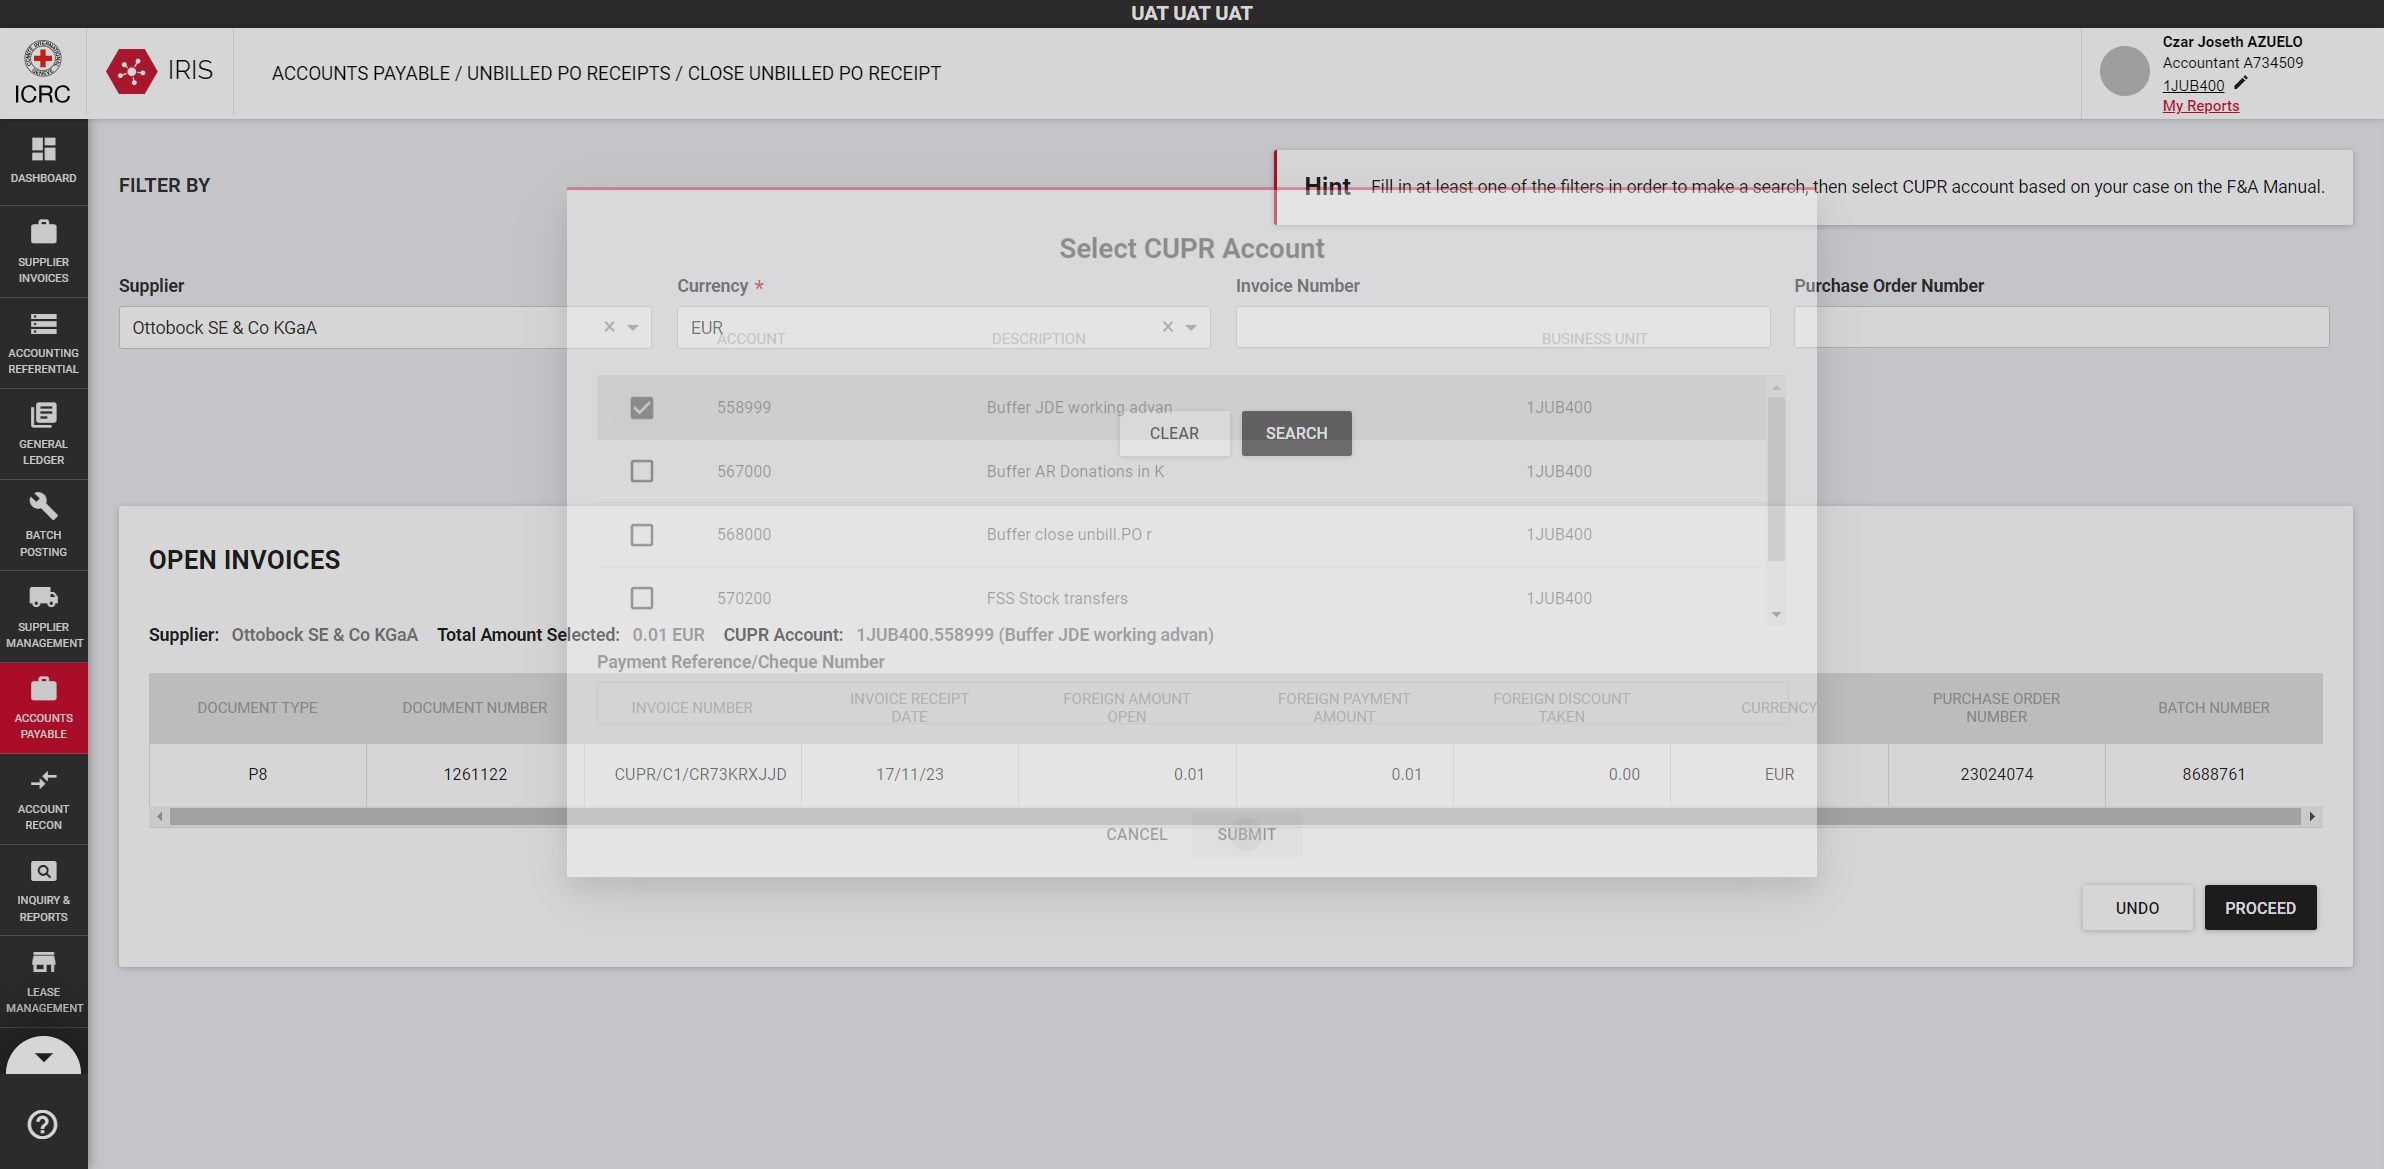 UAT UAT UAT
ICRC
IRIS
ACCOUNTS PAYABLE / UNBILLED PO RECEIPTS / CLOSE UNBILLED PO RECEIPT
Czar Joseth AZUELO
Accountant A734509
1JUB400
My Reports
DASHBOARD
SUPPLIER
INVOICES
ACCOUNTING
REFERENTIAL
GENERAL
LEDGER
BATCH
POSTING
SUPPLIER
MANAGEMENT
ACCOUNTS
PAYABLE
ACCOUNT
RECON
INQUIRY &
REPORTS
LEASE
MANAGEMENT
FILTER BY
Hint Fill in at least one of the filters in order to make a search, then select CUPR account based on your case on the F&A Manual.
Supplier
Ottobock SE & Co KGaA
Currency *
EUR
Invoice Number
Purchase Order Number
CLEAR
SEARCH
Select CUPR Account
ACCOUNT DESCRIPTION BUSINESS UNIT
558999 Buffer JDE working advan 1JUB400
567000 Buffer AR Donations in K 1JUB400
568000 Buffer close unbill.PO r 1JUB400
570200 FSS Stock transfers 1JUB400
Payment Reference/Cheque Number
CANCEL
SUBMIT
OPEN INVOICES
Supplier: Ottobock SE & Co KGaA Total Amount Selected: 0.01 EUR CUPR Account: 1JUB400.558999 (Buffer JDE working advan)
DOCUMENT TYPE
DOCUMENT NUMBER
INVOICE NUMBER
INVOICE RECEIPT
DATE
FOREIGN AMOUNT
OPEN
FOREIGN PAYMENT
AMOUNT
FOREIGN DISCOUNT
TAKEN
CURRENCY
PURCHASE ORDER
NUMBER
BATCH NUMBER
P8 1261122 CUPR/C1/CR73KRXJJD 17/11/23 0.01 0.01 0.00 EUR 23024074 8688761
UNDO
PROCEED